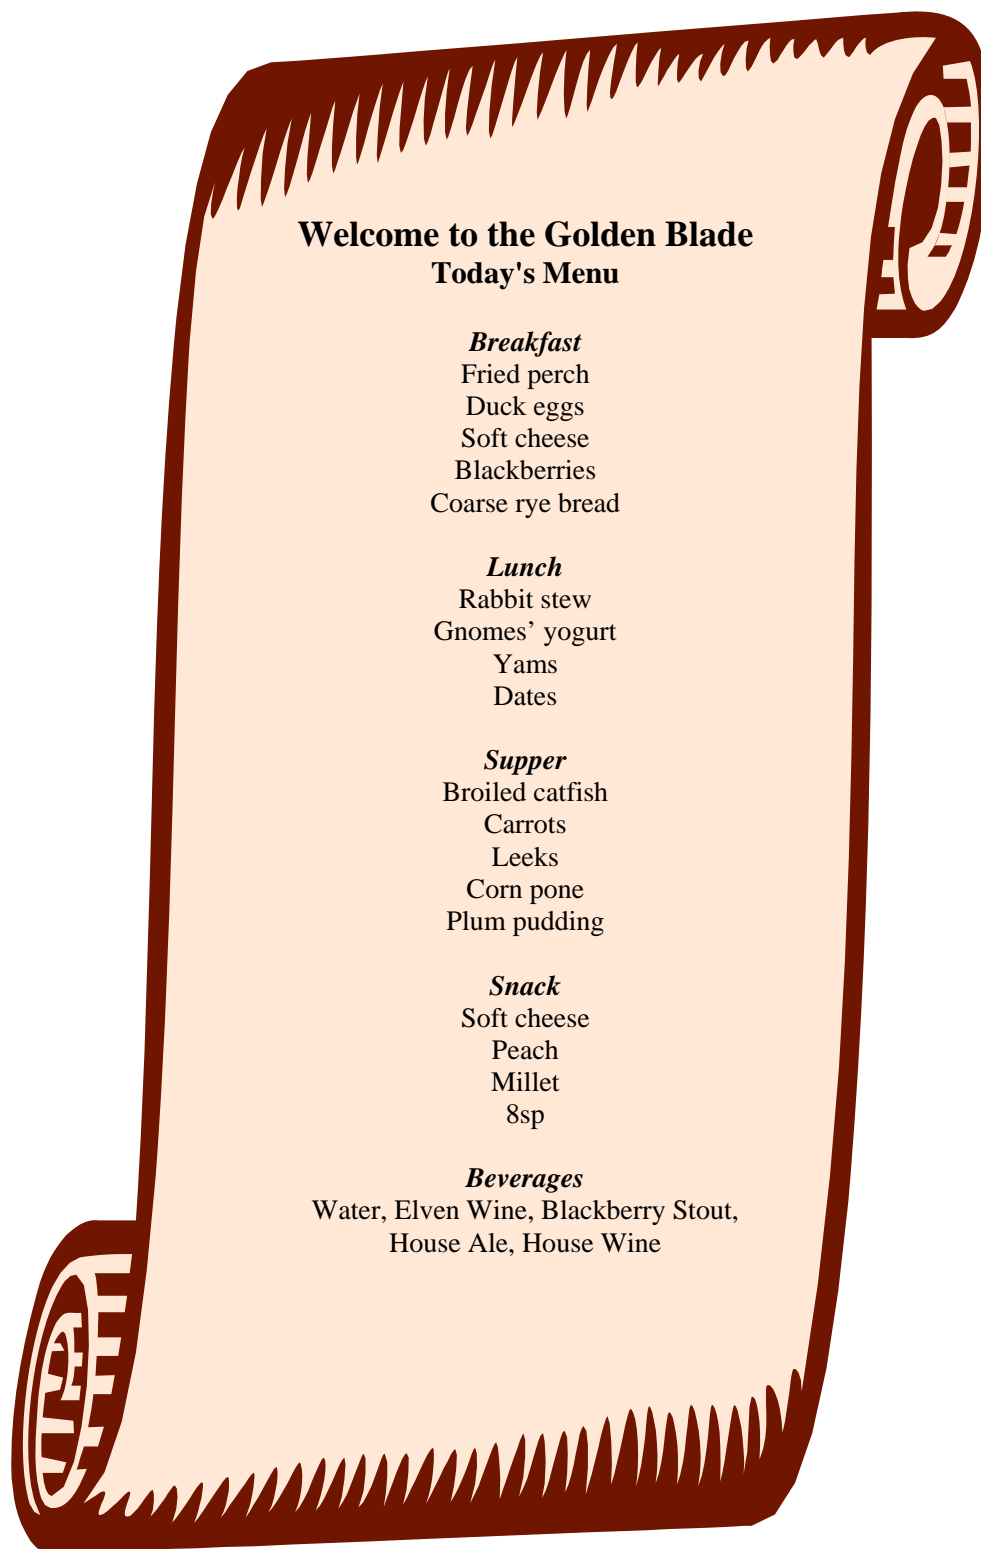 Welcome to the Golden Blade
Today's Menu
Breakfast
Fried perch
Duck eggs
Soft cheese
Blackberries
Coarse rye bread
Lunch
Rabbit stew
Gnomes’ yogurt
Yams
Dates
Supper
Broiled catfish
Carrots
Leeks
Corn pone
Plum pudding
Snack
Soft cheese
Peach
Millet
8sp
Beverages
Water, Elven Wine, Blackberry Stout,
House Ale, House Wine